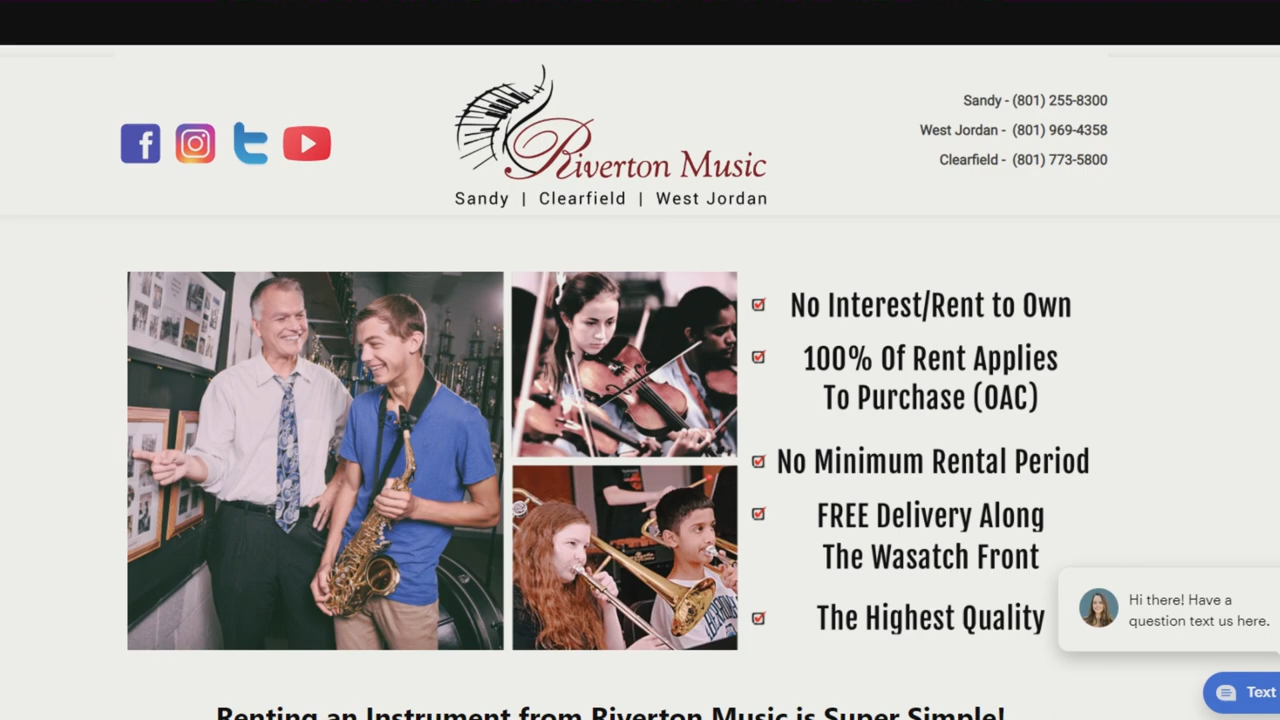 Sandy - (801) 255-8300
West Jordan - (801) 969-4358
Clearfield - (801) 773-5800
Riverton Music
Sandy | Clearfield | West Jordan
No Interest/Rent to Own
100% Of Rent Applies
To Purchase (OAC)
No Minimum Rental Period
FREE Delivery Along
The Wasatch Front
The Highest Quality
Hi there! Have a
question text us here.
Text
Renting an Instrument from Riverton Music is Super Simple!